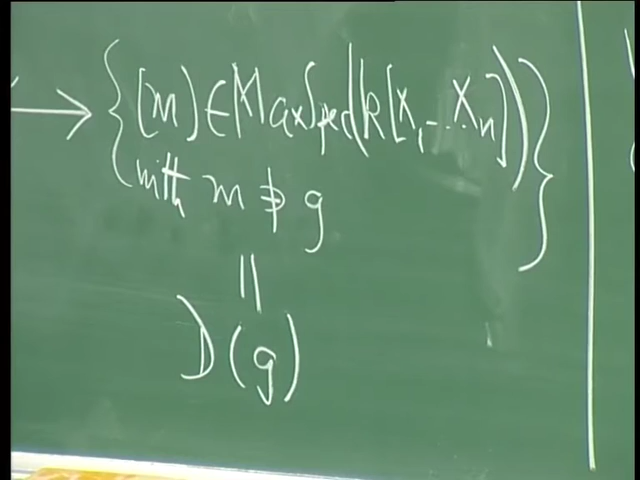 → { [m] ∈ MaxSpec(k[X₁ - - Xₙ])
with m ∌ g }
||
D(g)